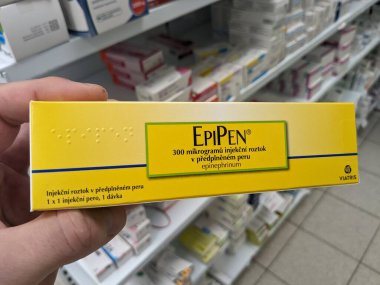 EPIPEN®
300 mikrogramů injekční roztok
v předplněném peru
epinephrinum
Injekční roztok v předplněném peru
1 x 1 injekční pero, 1 dávka
VIATRIS